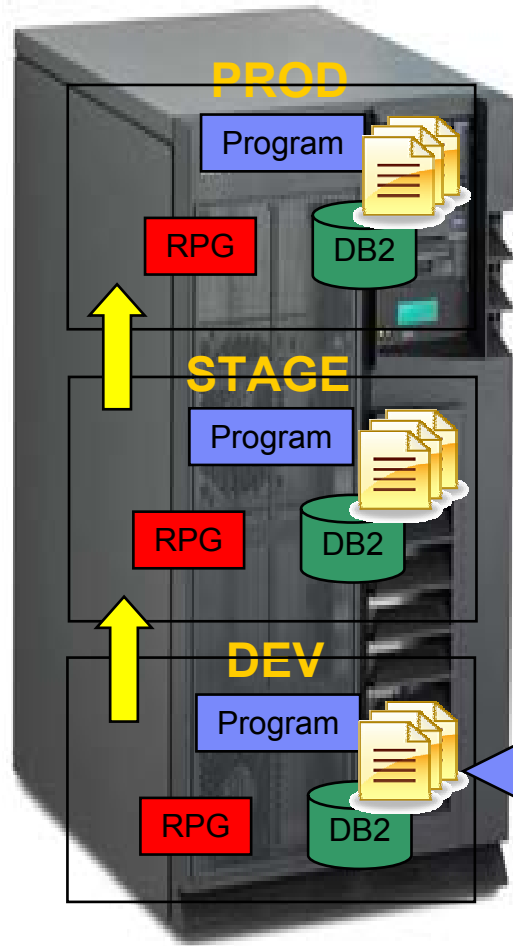 PROD
Program
RPG
DB2
STAGE
Program
RPG
DB2
DEV
Program
RPG
DB2